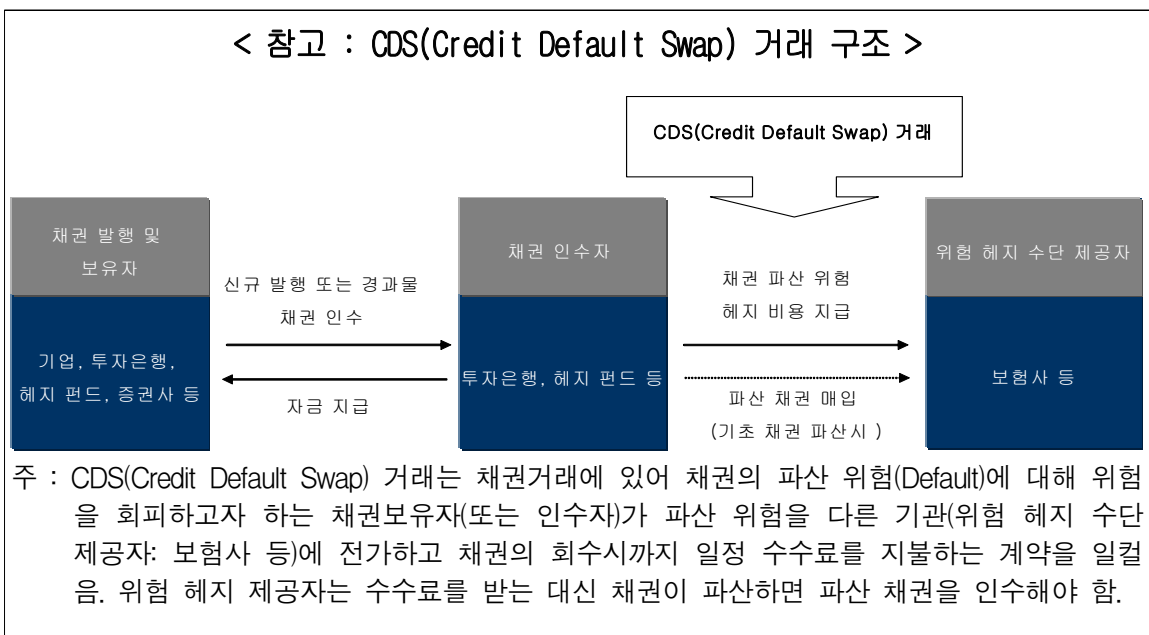 < 참고 : CDS(Credit Default Swap) 거래 구조 >
CDS(Credit Default Swap) 거래
채권 발행 및
보유자
기업, 투자은행,
헤지 펀드, 증권사 등
신규 발행 또는 경과물
채권 인수
자금 지급
채권 인수자
투자은행, 헤지 펀드 등
채권 파산 위험
헤지 비용 지급
파산 채권 매입
(기초 채권 파산시 )
위험 헤지 수단 제공자
보험사 등
주 : CDS(Credit Default Swap) 거래는 채권거래에 있어 채권의 파산 위험(Default)에 대해 위험
을 회피하고자 하는 채권보유자(또는 인수자)가 파산 위험을 다른 기관(위험 헤지 수단
제공자: 보험사 등)에 전가하고 채권의 회수시까지 일정 수수료를 지불하는 계약을 일컬
음. 위험 헤지 제공자는 수수료를 받는 대신 채권이 파산하면 파산 채권을 인수해야 함.